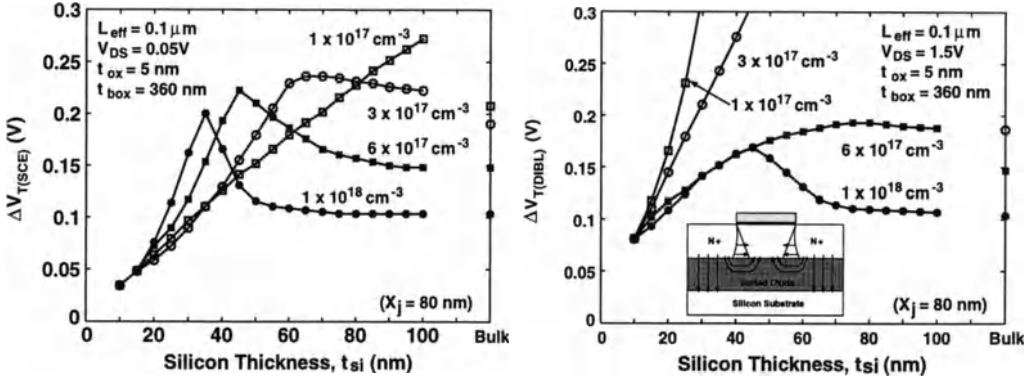 ΔV_T(SCE) (V)
0.3
0.25
0.2
0.15
0.1
0.05
0
L_eff = 0.1 μm
V_DS = 0.05V
t_ox = 5 nm
t_box = 360 nm
1 x 10^17 cm^-3
3 x 10^17 cm^-3
6 x 10^17 cm^-3
1 x 10^18 cm^-3
(X_j = 80 nm)
0 20 40 60 80 100 Bulk
Silicon Thickness, t_si (nm)
ΔV_T(DIBL) (V)
0.3
0.25
0.2
0.15
0.1
0.05
0
L_eff = 0.1 μm
V_DS = 1.5V
t_ox = 5 nm
t_box = 360 nm
3 x 10^17 cm^-3
1 x 10^17 cm^-3
6 x 10^17 cm^-3
1 x 10^18 cm^-3
N+ N+
Silicon Substrate
(X_j = 80 nm)
0 20 40 60 80 100 Bulk
Silicon Thickness, t_si (nm)